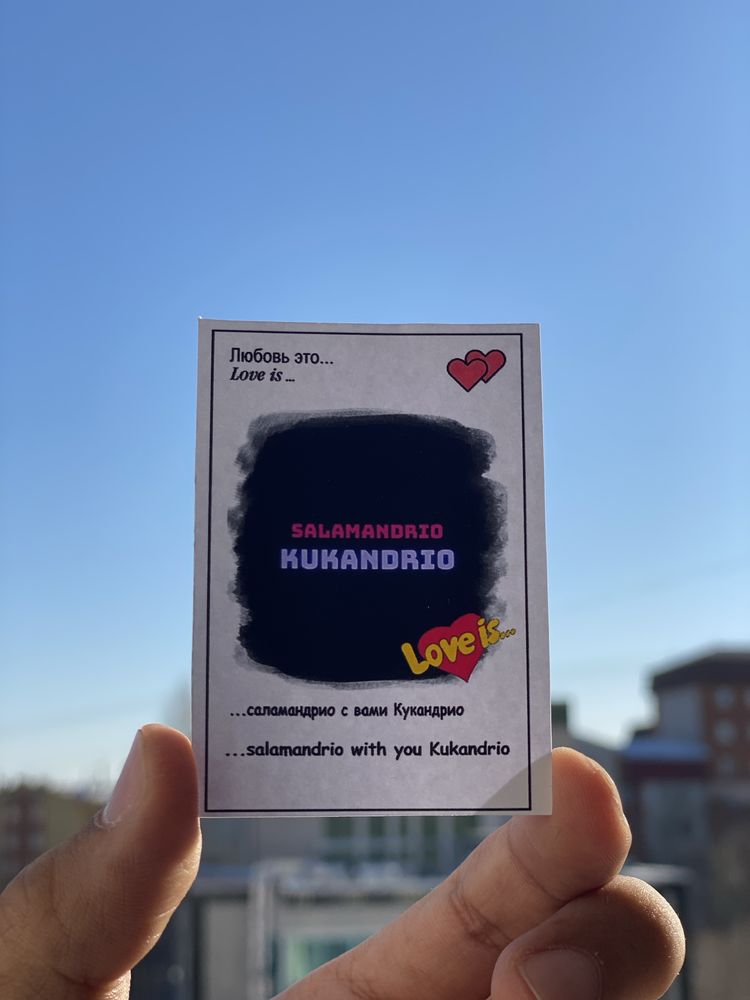 Любовь это...
Love is ...
SALAMANDRIO
KUKANDRIO
Love is...
...саламандрио с вами Кукандрио
...salamandrio with you Kukandrio